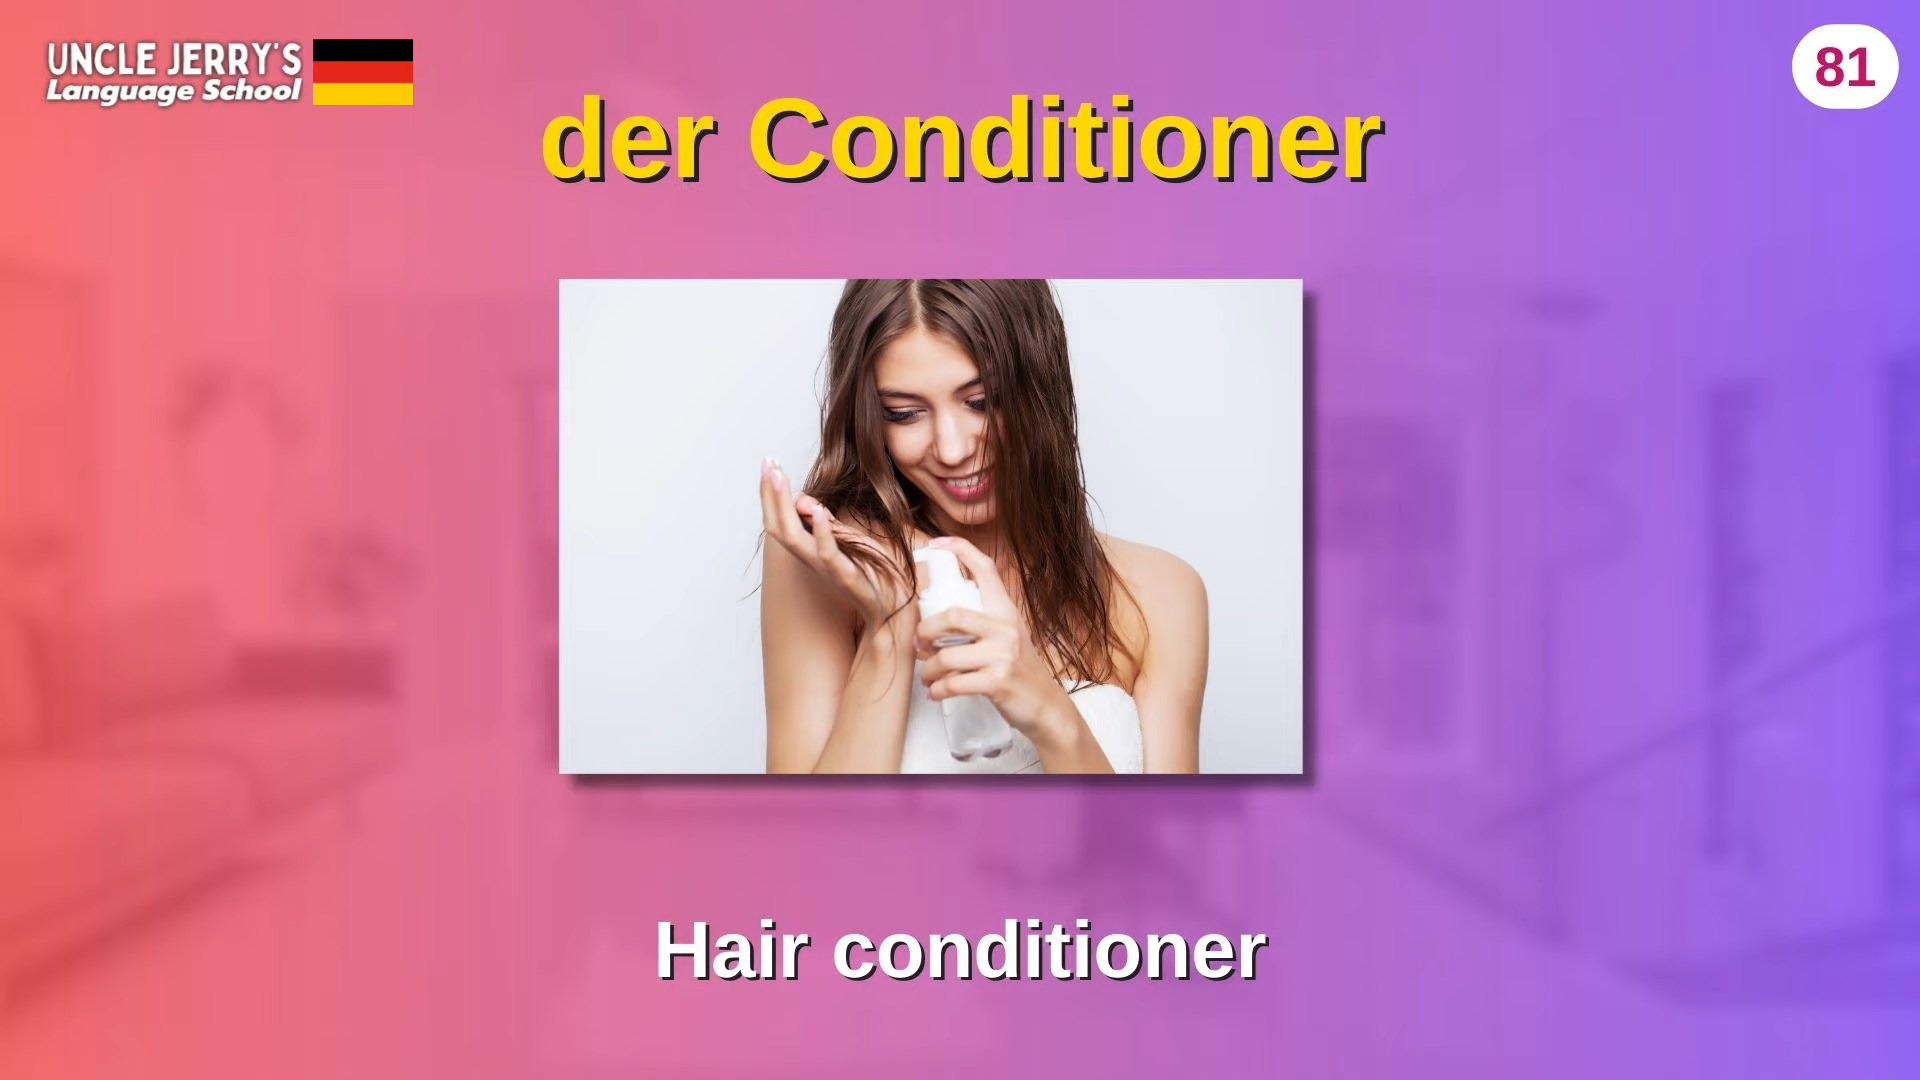 UNCLE JERRY'S
Language School
81
der Conditioner
Hair conditioner